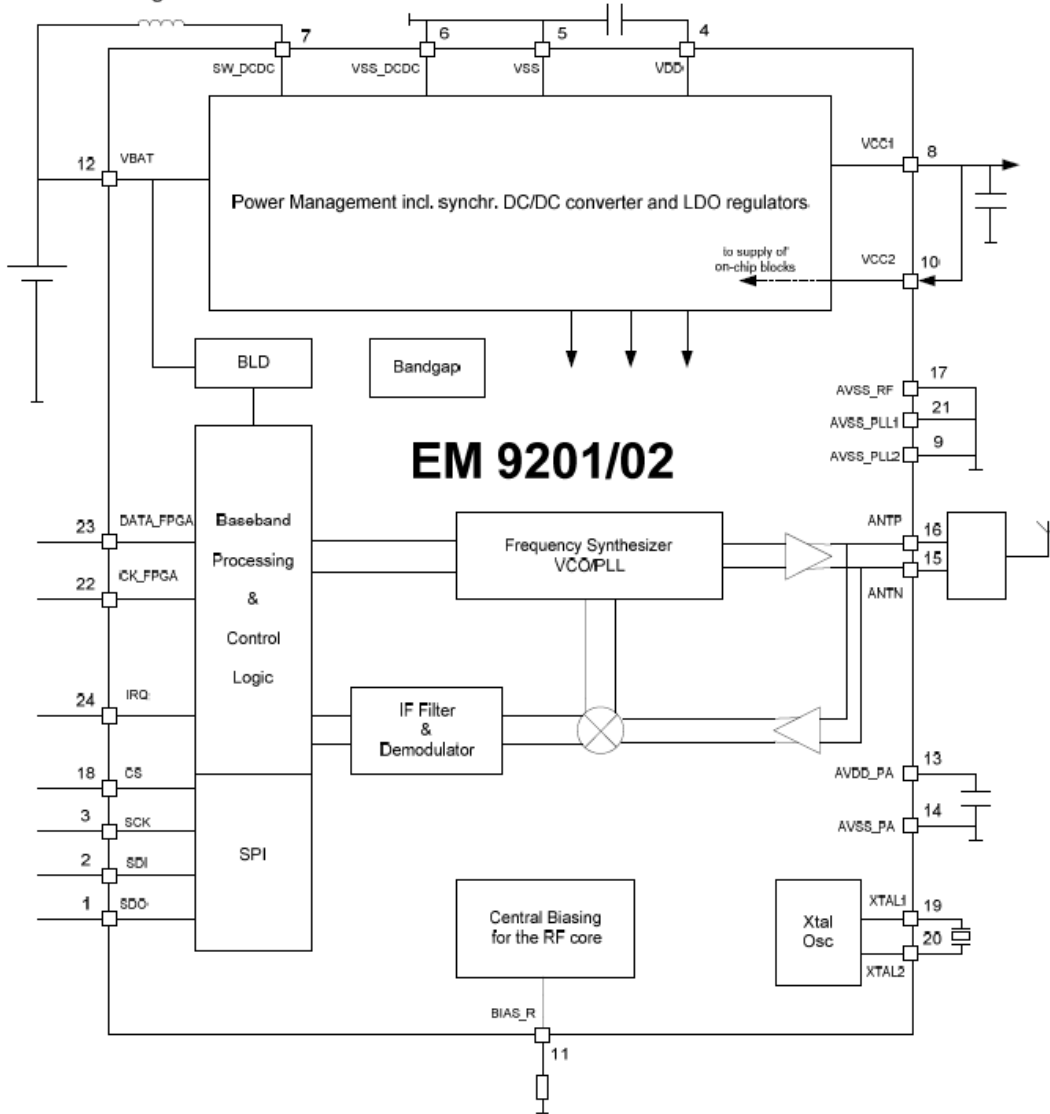 7
6
5
4
SW_DCDC
VSS_DCDC
VSS
VDD
12
VBAT
VCC1
8
Power Management incl. synchr. DC/DC converter and LDO regulators
to supply of
on-chip blocks
VCC2
10
BLD
Bandgap
17
AVSS_RF
21
AVSS_PLL1
9
AVSS_PLL2
EM 9201/02
23
DATA_FPGA
22
CK_FPGA
24
IRQ
Baseband
Processing
&
Control
Logic
Frequency Synthesizer
VCO/PLL
ANTP
16
15
ANTN
IF Filter
&
Demodulator
18
CS
3
SCK
2
SDI
1
SDO
SPI
13
AVDD_PA
14
AVSS_PA
Central Biasing
for the RF core
Xtal
Osc
XTAL1
19
20
XTAL2
BIAS_R
11